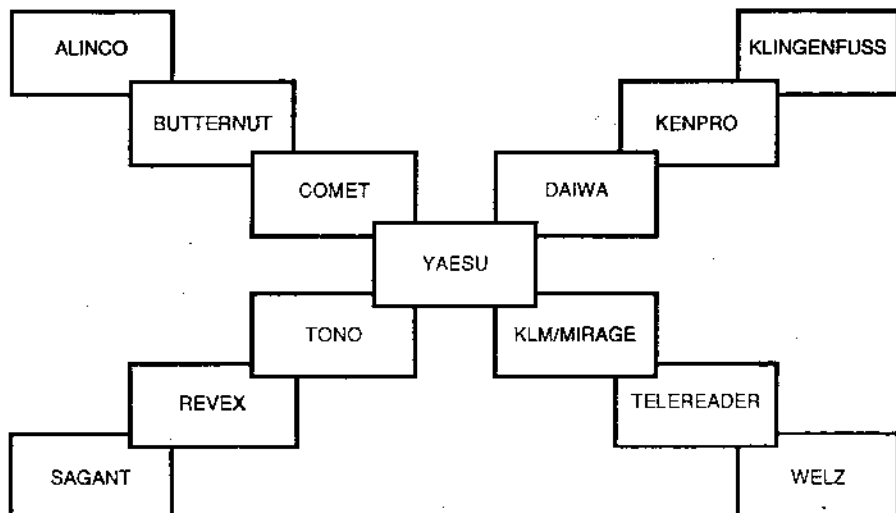 ALINCO
KLINGENFUSS
BUTTERNUT
KENPRO
COMET
DAIWA
YAESU
TONO
KLM/MIRAGE
REVEX
TELEREADER
SAGANT
WELZ